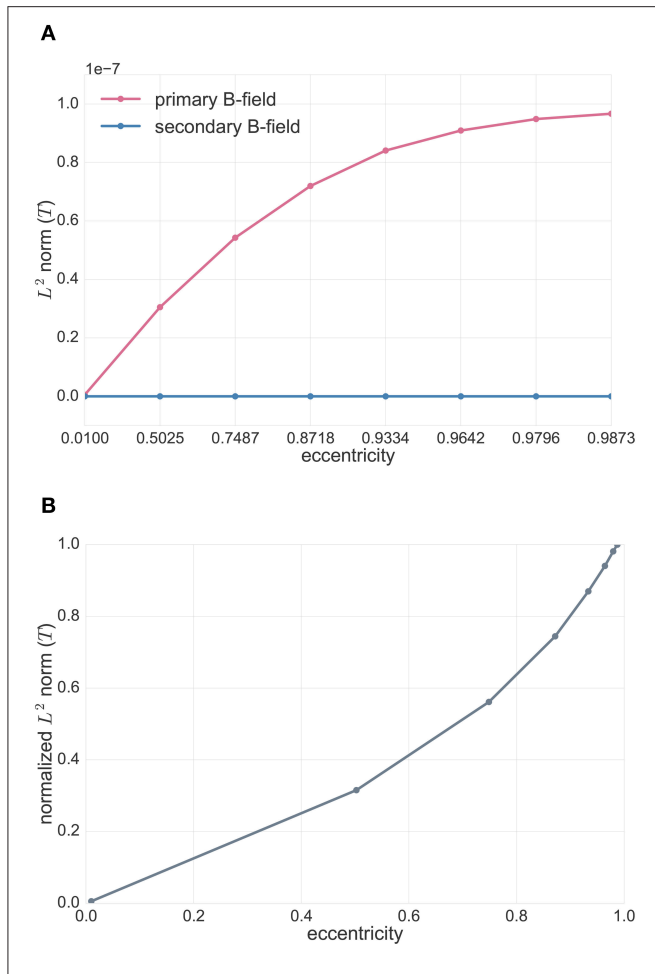 A
1e-7
primary B-field
secondary B-field
1.0
0.8
0.6
0.4
0.2
0.0
L² norm (T)
0.0100 0.5025 0.7487 0.8718 0.9334 0.9642 0.9796 0.9873
eccentricity
B
1.0
0.8
0.6
0.4
0.2
0.0
normalized L² norm (T)
0.0 0.2 0.4 0.6 0.8 1.0
eccentricity